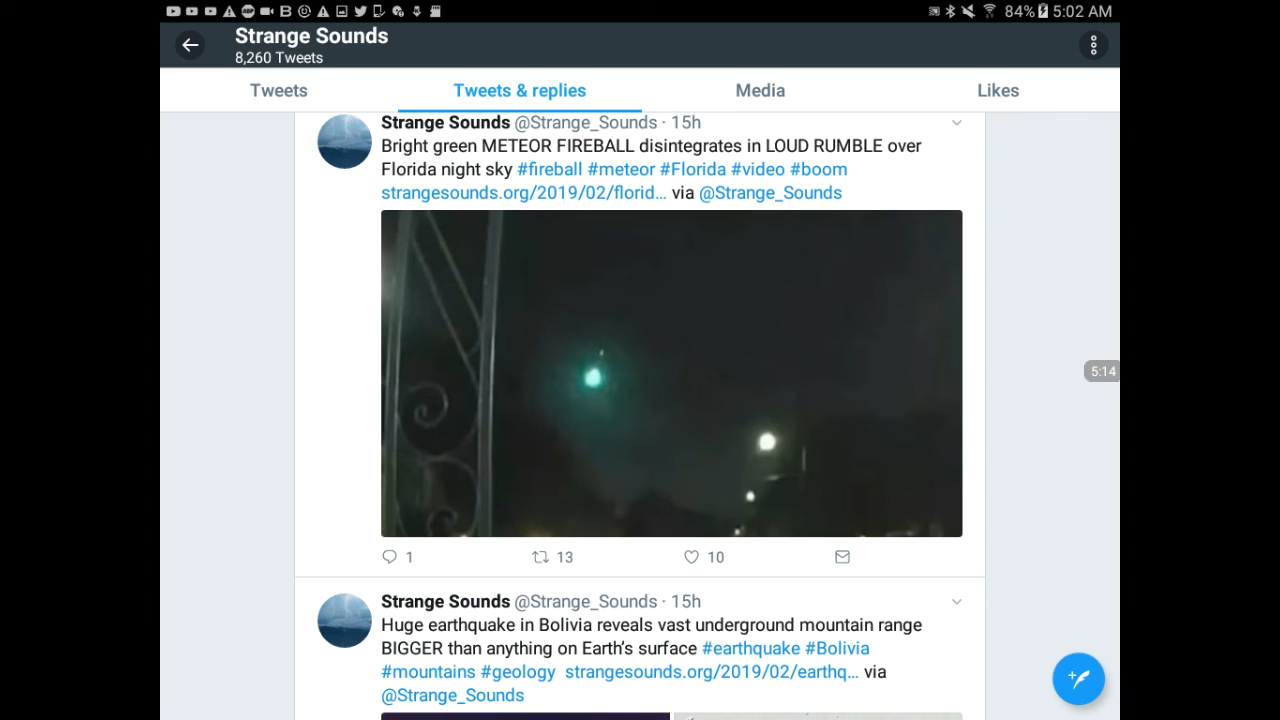 84% 5:02 AM
Strange Sounds
8,260 Tweets
Tweets
Tweets & replies
Media
Likes
Strange Sounds @Strange_Sounds · 15h
Bright green METEOR FIREBALL disintegrates in LOUD RUMBLE over
Florida night sky #fireball #meteor #Florida #video #boom
strangesounds.org/2019/02/florid... via @Strange_Sounds
5:14
1
13
10
Strange Sounds @Strange_Sounds · 15h
Huge earthquake in Bolivia reveals vast underground mountain range
BIGGER than anything on Earth's surface #earthquake #Bolivia
#mountains #geology strangesounds.org/2019/02/earthq... via
@Strange_Sounds